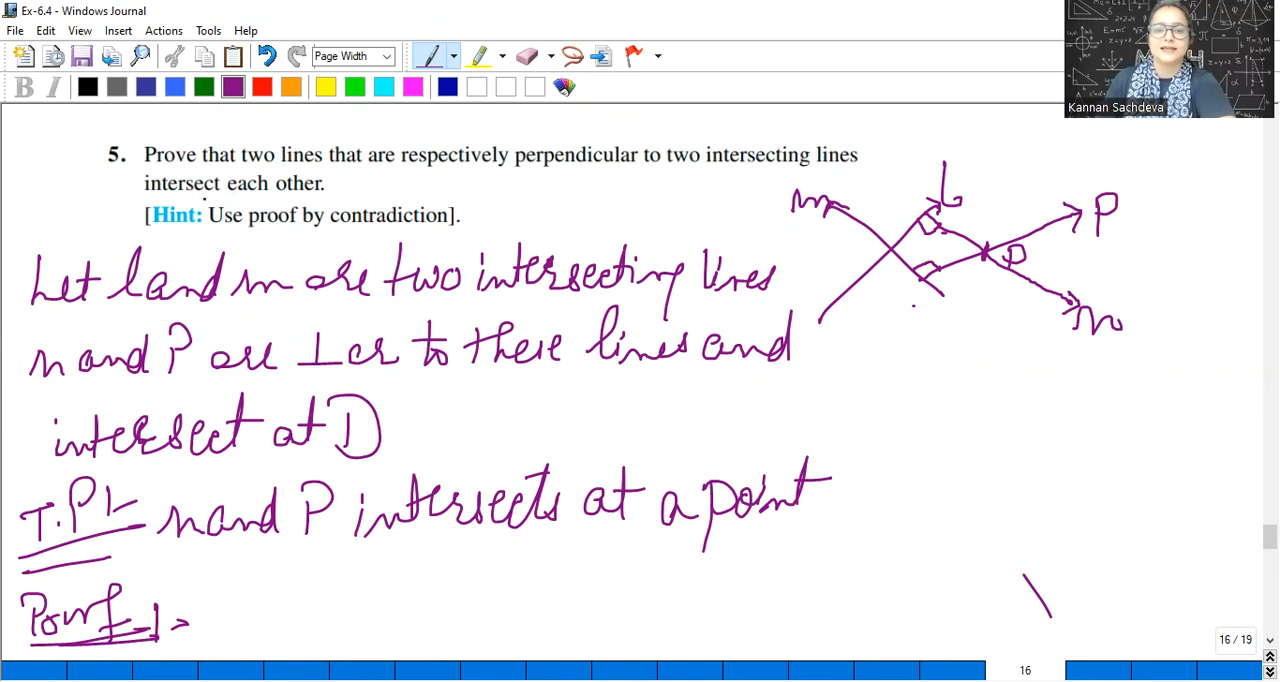 Ex-6.4 - Windows Journal
File Edit View Insert Actions Tools Help
Page Width
B I
Kannan Sachdeva
5. Prove that two lines that are respectively perpendicular to two intersecting lines
intersect each other.
[Hint: Use proof by contradiction].
m L P
D
n
Let l and m are two intersecting lines
n and P are ⊥er to these lines and
intersect at D
T.P:- n and P intersects at a point
16 / 19
16